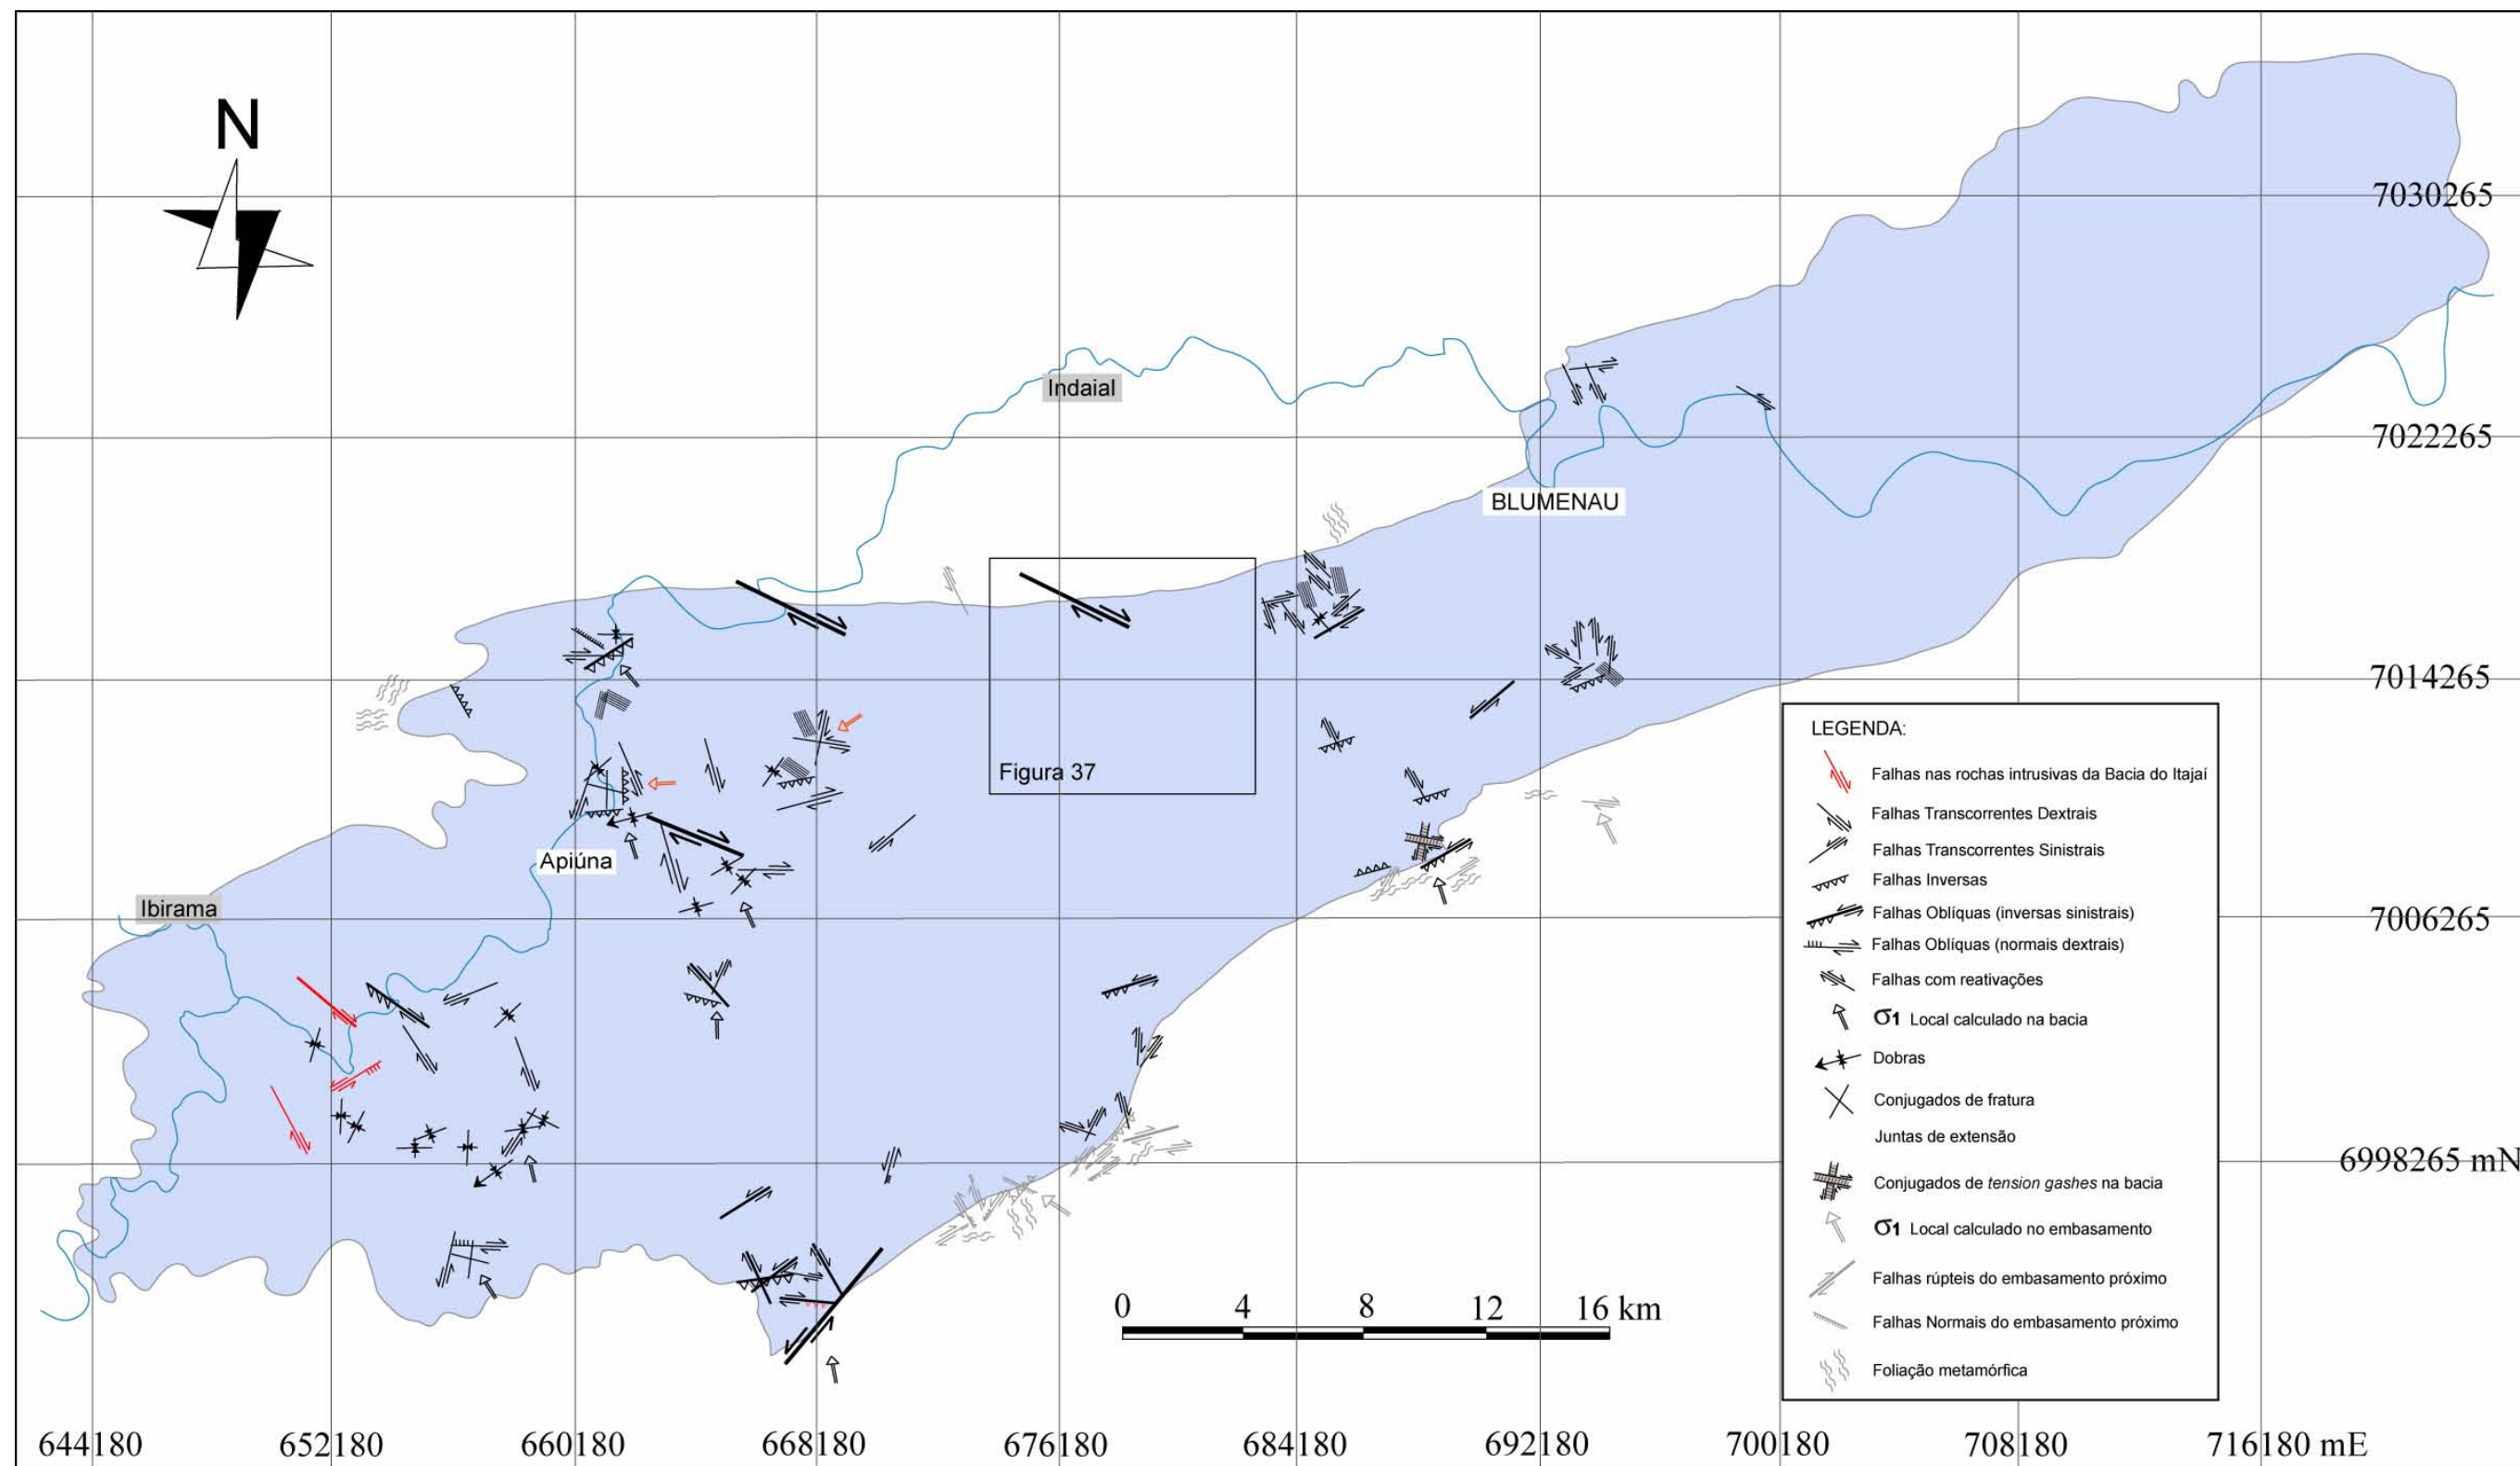 N
7030265
Indaial
7022265
BLUMENAU
7014265
Figura 37
Apiúna
Ibirama
7006265
6998265 mN
LEGENDA:
Falhas nas rochas intrusivas da Bacia do Itajaí
Falhas Transcorrentes Dextrais
Falhas Transcorrentes Sinistrais
Falhas Inversas
Falhas Oblíquas (inversas sinistrais)
Falhas Oblíquas (normais dextrais)
Falhas com reativações
σ1 Local calculado na bacia
Dobras
Conjugados de fratura
Juntas de extensão
Conjugados de tension gashes na bacia
σ1 Local calculado no embasamento
Falhas rúpteis do embasamento próximo
Falhas Normais do embasamento próximo
Foliação metamórfica
0 4 8 12 16 km
644180 652180 660180 668180 676180 684180 692180 700180 708180 716180 mE